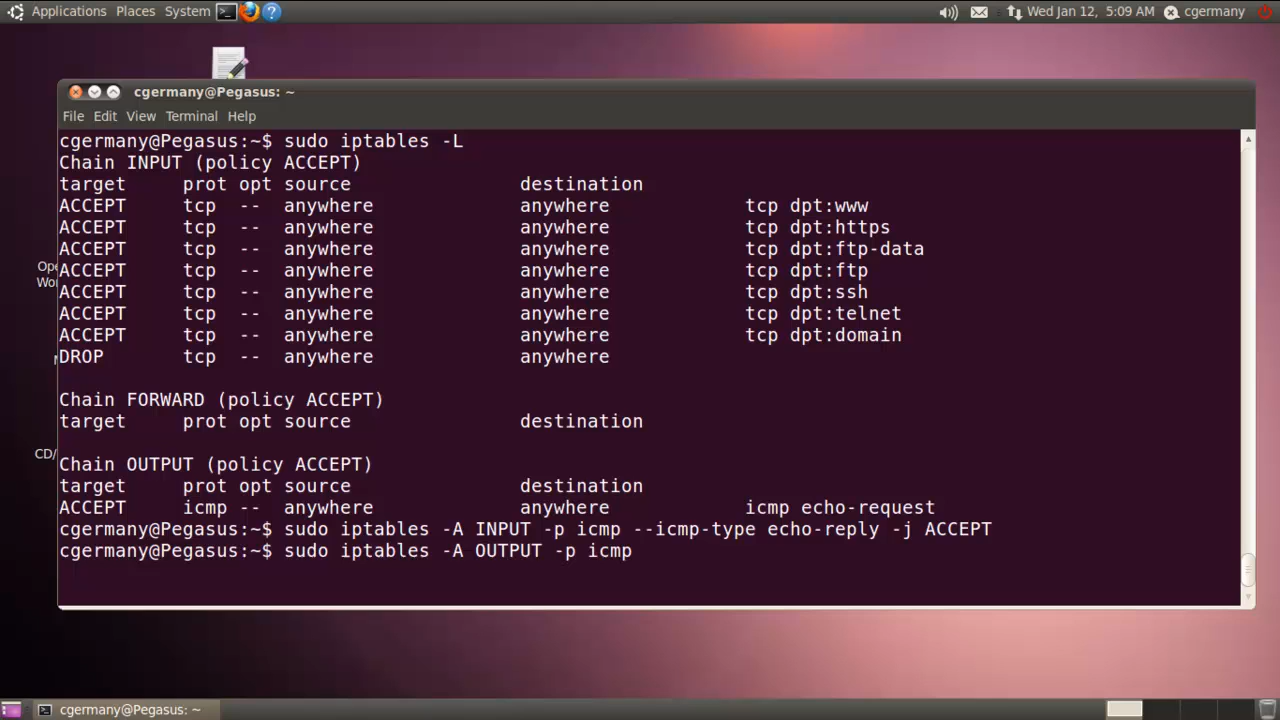 Applications Places System Wed Jan 12, 5:09 AM cgermany
cgermany@Pegasus: ~
File Edit View Terminal Help
cgermany@Pegasus:~$ sudo iptables -L
Chain INPUT (policy ACCEPT)
target prot opt source destination
ACCEPT tcp -- anywhere anywhere tcp dpt:www
ACCEPT tcp -- anywhere anywhere tcp dpt:https
ACCEPT tcp -- anywhere anywhere tcp dpt:ftp-data
ACCEPT tcp -- anywhere anywhere tcp dpt:ftp
ACCEPT tcp -- anywhere anywhere tcp dpt:ssh
ACCEPT tcp -- anywhere anywhere tcp dpt:telnet
ACCEPT tcp -- anywhere anywhere tcp dpt:domain
DROP tcp -- anywhere anywhere
Chain FORWARD (policy ACCEPT)
target prot opt source destination
Chain OUTPUT (policy ACCEPT)
target prot opt source destination
ACCEPT icmp -- anywhere anywhere icmp echo-request
cgermany@Pegasus:~$ sudo iptables -A INPUT -p icmp --icmp-type echo-reply -j ACCEPT
cgermany@Pegasus:~$ sudo iptables -A OUTPUT -p icmp
CD/
cgermany@Pegasus: ~